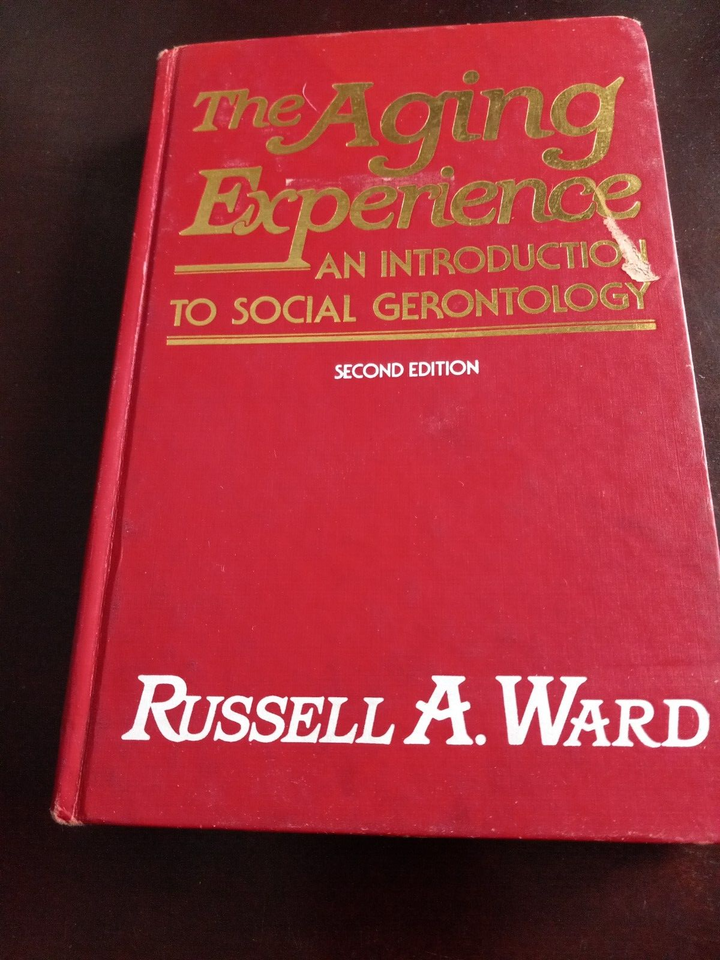 The Aging
Experience
AN INTRODUCTION
TO SOCIAL GERONTOLOGY
SECOND EDITION
RUSSELL A. WARD